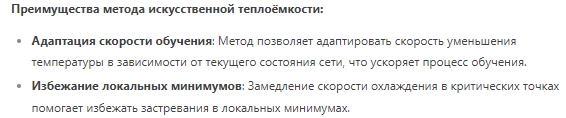 Преимущества метода искусственной теплоёмкости:
• Адаптация скорости обучения: Метод позволяет адаптировать скорость уменьшения
температуры в зависимости от текущего состояния сети, что ускоряет процесс обучения.
• Избежание локальных минимумов: Замедление скорости охлаждения в критических точках
помогает избежать застревания в локальных минимумах.